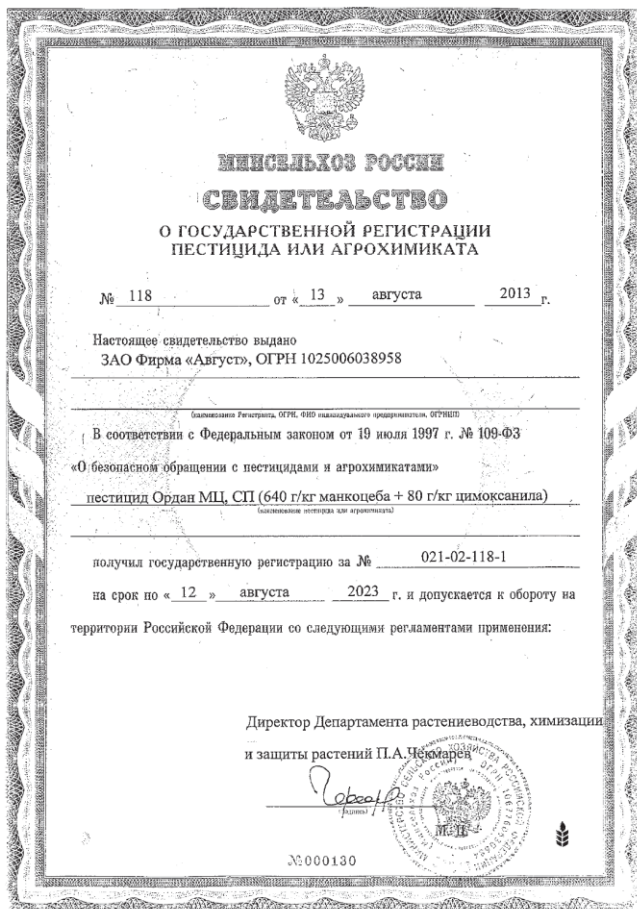 МИНСЕЛЬХОЗ РОССИИ
СВИДЕТЕЛЬСТВО
О ГОСУДАРСТВЕННОЙ РЕГИСТРАЦИИ
ПЕСТИЦИДА ИЛИ АГРОХИМИКАТА
№ 118 от « 13 » августа 2013 г.
Настоящее свидетельство выдано
ЗАО Фирма «Август», ОГРН 1025006038958
(наименование Регистранта, ОГРН, ФИО индивидуального предпринимателя, ОГРНИП)
В соответствии с Федеральным законом от 19 июля 1997 г. № 109-ФЗ
«О безопасном обращении с пестицидами и агрохимикатами»
пестицид Ордан МЦ, СП (640 г/кг манкоцеба + 80 г/кг цимоксанила)
(наименование пестицида или агрохимиката)
получил государственную регистрацию за № 021-02-118-1
на срок по « 12 » августа 2023 г. и допускается к обороту на
территории Российской Федерации со следующими регламентами применения:
Директор Департамента растениеводства, химизации
и защиты растений П.А.Чекмарев
(подпись)
М. П.
№000130